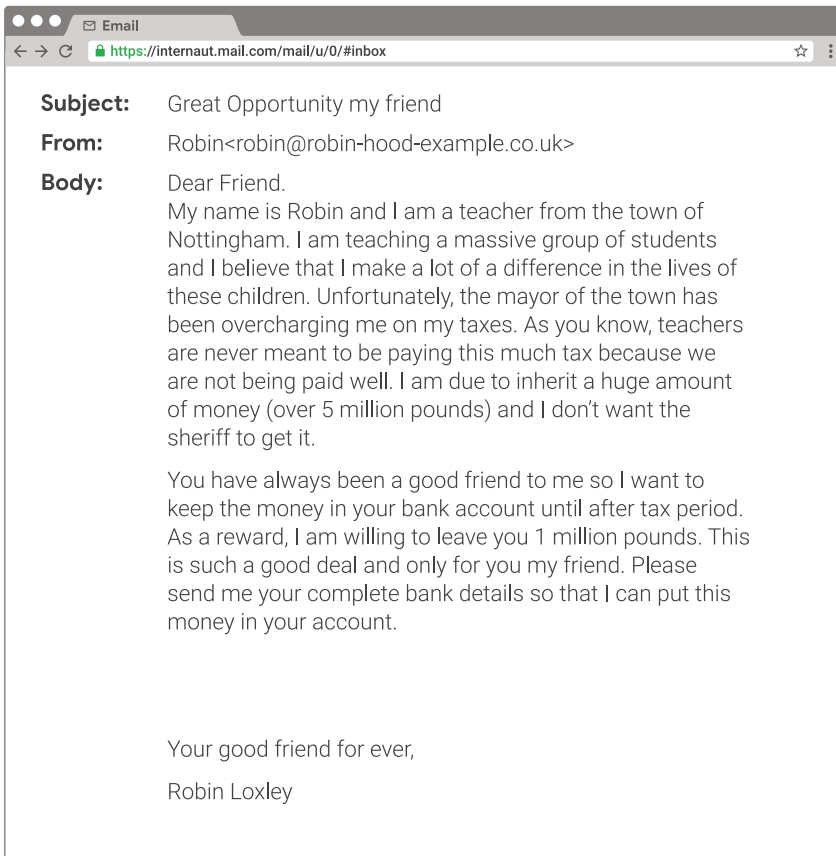 Email
https://internaut.mail.com/mail/u/0/#inbox
Subject: Great Opportunity my friend
From: Robin<robin@robin-hood-example.co.uk>
Body: Dear Friend.
My name is Robin and I am a teacher from the town of
Nottingham. I am teaching a massive group of students
and I believe that I make a lot of a difference in the lives of
these children. Unfortunately, the mayor of the town has
been overcharging me on my taxes. As you know, teachers
are never meant to be paying this much tax because we
are not being paid well. I am due to inherit a huge amount
of money (over 5 million pounds) and I don’t want the
sheriff to get it.
You have always been a good friend to me so I want to
keep the money in your bank account until after tax period.
As a reward, I am willing to leave you 1 million pounds. This
is such a good deal and only for you my friend. Please
send me your complete bank details so that I can put this
money in your account.
Your good friend for ever,
Robin Loxley